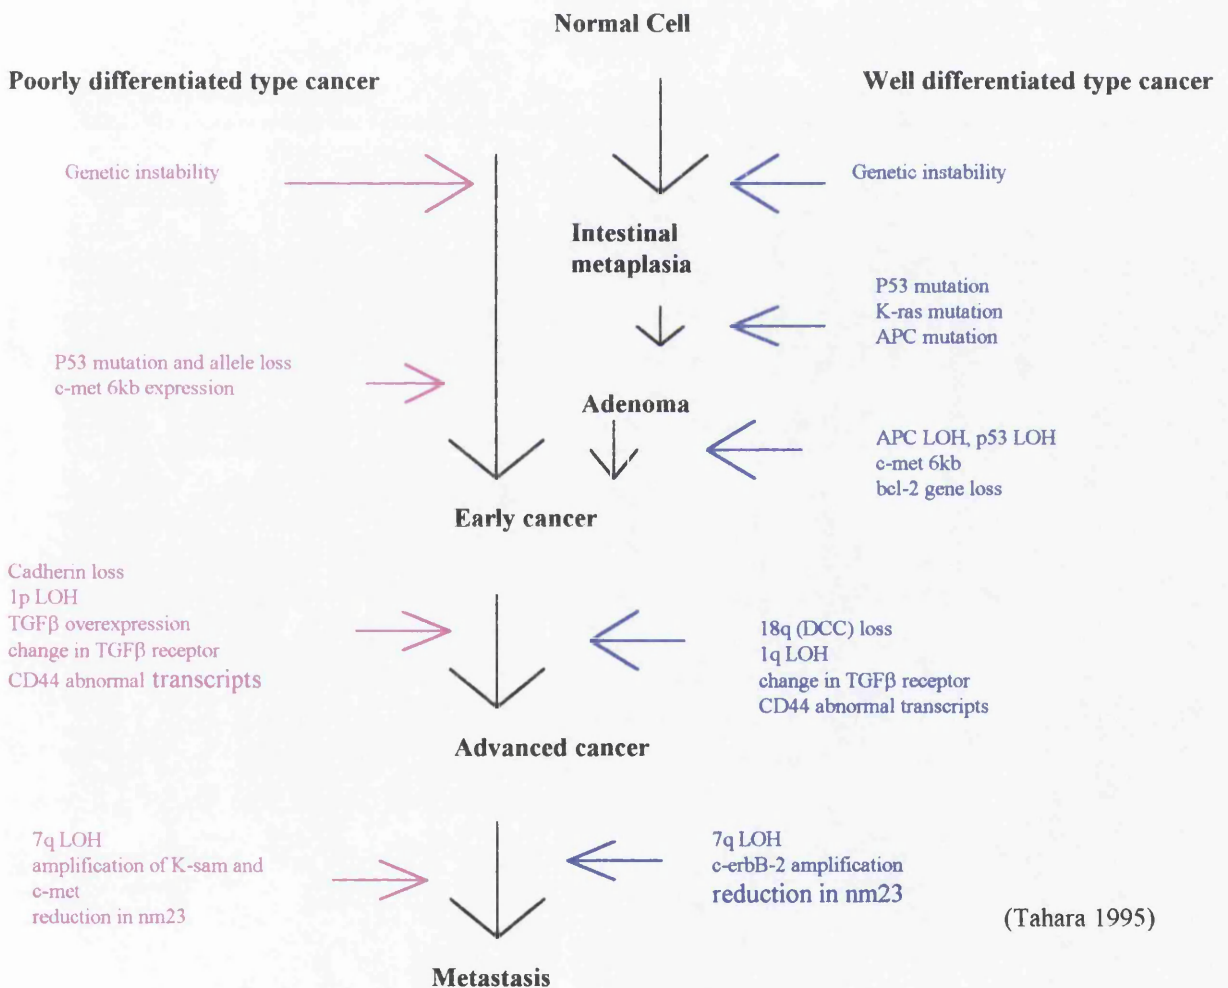 Normal Cell
Poorly differentiated type cancer
Well differentiated type cancer
Genetic instability
Genetic instability
Intestinal
metaplasia
P53 mutation
K-ras mutation
APC mutation
P53 mutation and allele loss
c-met 6kb expression
Adenoma
APC LOH, p53 LOH
c-met 6kb
bcl-2 gene loss
Early cancer
Cadherin loss
1p LOH
TGFβ overexpression
change in TGFβ receptor
CD44 abnormal transcripts
18q (DCC) loss
1q LOH
change in TGFβ receptor
CD44 abnormal transcripts
Advanced cancer
7q LOH
amplification of K-sam and
c-met
reduction in nm23
7q LOH
c-erbB-2 amplification
reduction in nm23
(Tahara 1995)
Metastasis